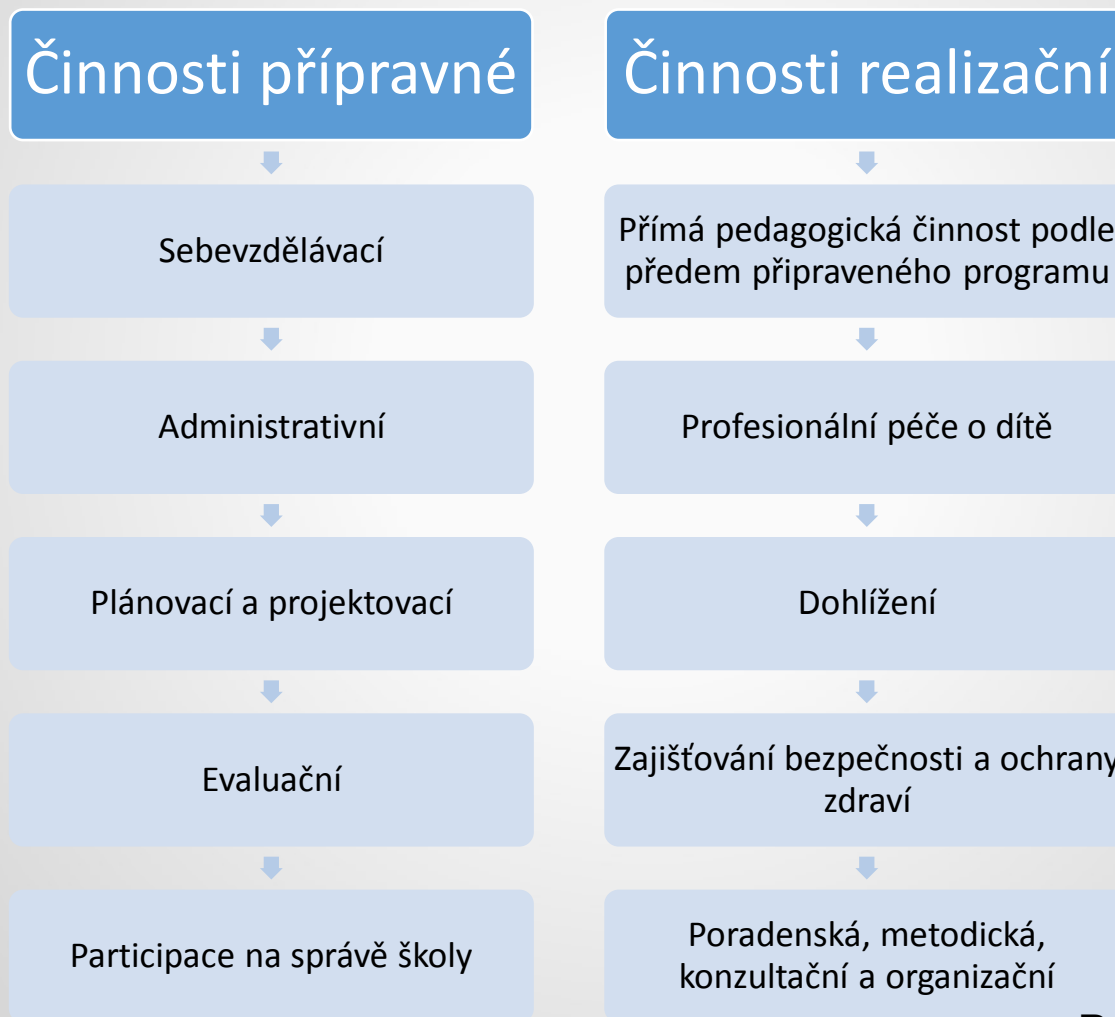 Činnosti přípravné
Sebevzdělávací
Administrativní
Plánovací a projektovací
Evaluační
Participace na správě školy
Činnosti realizační
Přímá pedagogická činnost podle
předem připraveného programu
Profesionální péče o dítě
Dohlížení
Zajišťování bezpečnosti a ochrany
zdraví
Poradenská, metodická,
konzultační a organizační